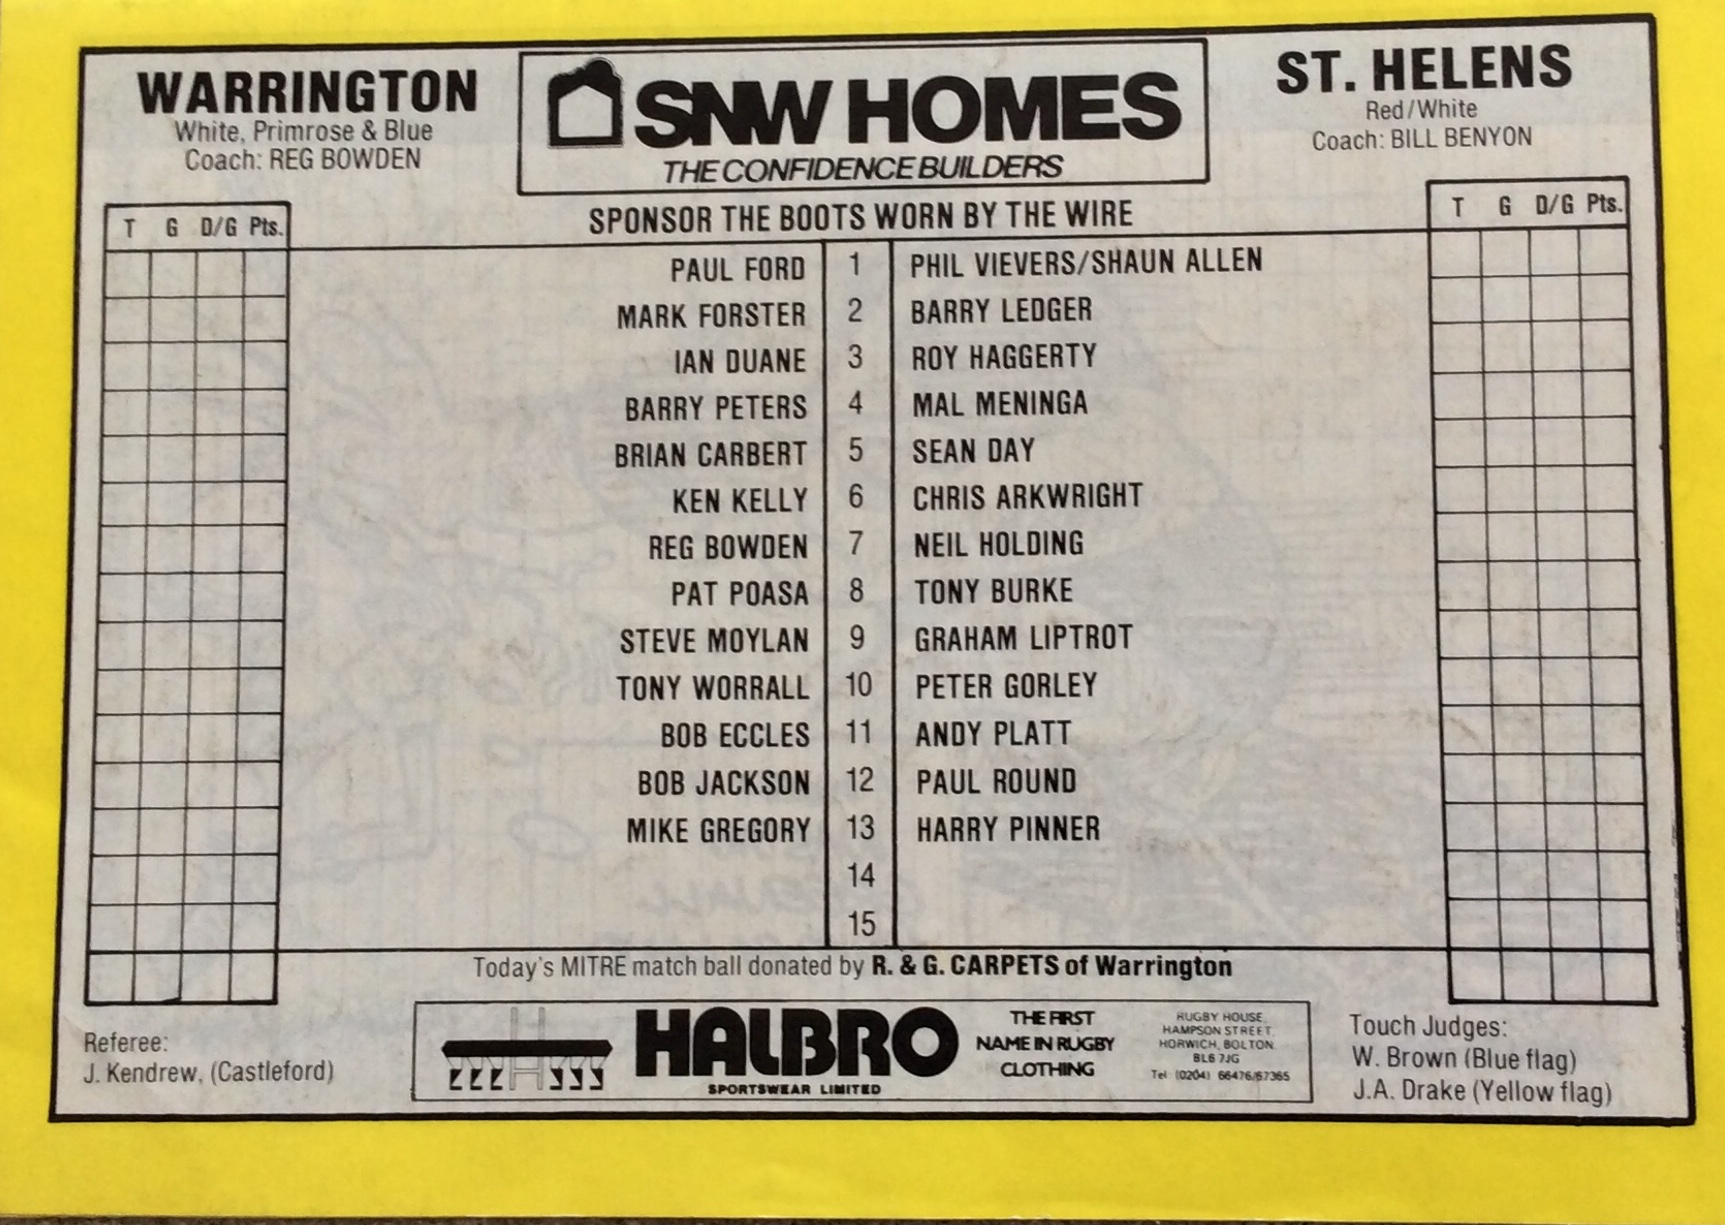 WARRINGTON
White, Primrose & Blue
Coach: REG BOWDEN
SNW HOMES
THE CONFIDENCE BUILDERS
ST. HELENS
Red/White
Coach: BILL BENYON
SPONSOR THE BOOTS WORN BY THE WIRE
T G D/G Pts.
T G D/G Pts.
PAUL FORD 1 PHIL VIEVERS/SHAUN ALLEN
MARK FORSTER 2 BARRY LEDGER
IAN DUANE 3 ROY HAGGERTY
BARRY PETERS 4 MAL MENINGA
BRIAN CARBERT 5 SEAN DAY
KEN KELLY 6 CHRIS ARKWRIGHT
REG BOWDEN 7 NEIL HOLDING
PAT POASA 8 TONY BURKE
STEVE MOYLAN 9 GRAHAM LIPTROT
TONY WORRALL 10 PETER GORLEY
BOB ECCLES 11 ANDY PLATT
BOB JACKSON 12 PAUL ROUND
MIKE GREGORY 13 HARRY PINNER
14
15
Today's MITRE match ball donated by R. & G. CARPETS of Warrington
Referee:
J. Kendrew, (Castleford)
HALBRO
SPORTSWEAR LIMITED
THE FIRST
NAME IN RUGBY
CLOTHING
RUGBY HOUSE,
HAMPSON STREET,
HORWICH, BOLTON.
BL6 7JG
Tel (0204) 66476/67365
Touch Judges:
W. Brown (Blue flag)
J.A. Drake (Yellow flag)